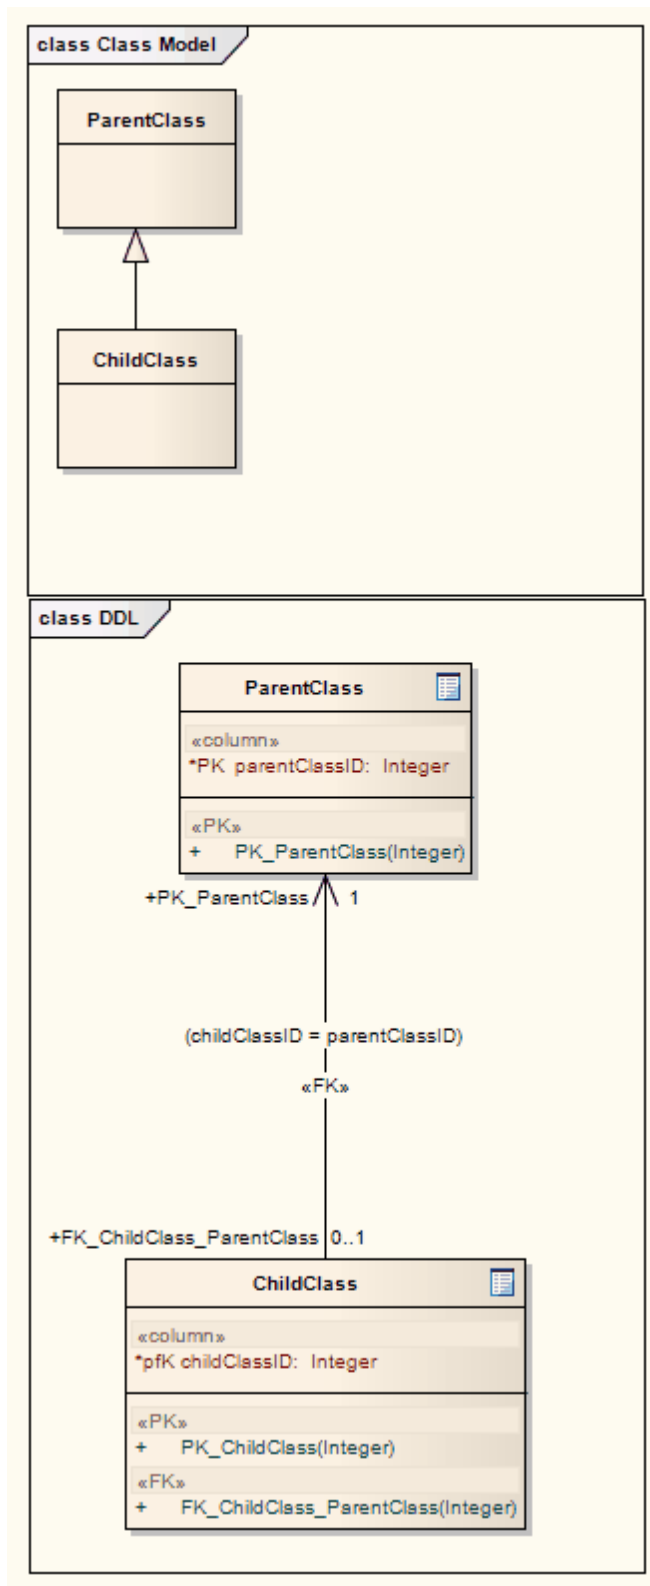 class Class Model
ParentClass
ChildClass
class DDL
ParentClass
«column»
*PK parentClassID: Integer
«PK»
+ PK_ParentClass(Integer)
+PK_ParentClass 1
(childClassID = parentClassID)
«FK»
+FK_ChildClass_ParentClass 0..1
ChildClass
«column»
*pfK childClassID: Integer
«PK»
+ PK_ChildClass(Integer)
«FK»
+ FK_ChildClass_ParentClass(Integer)